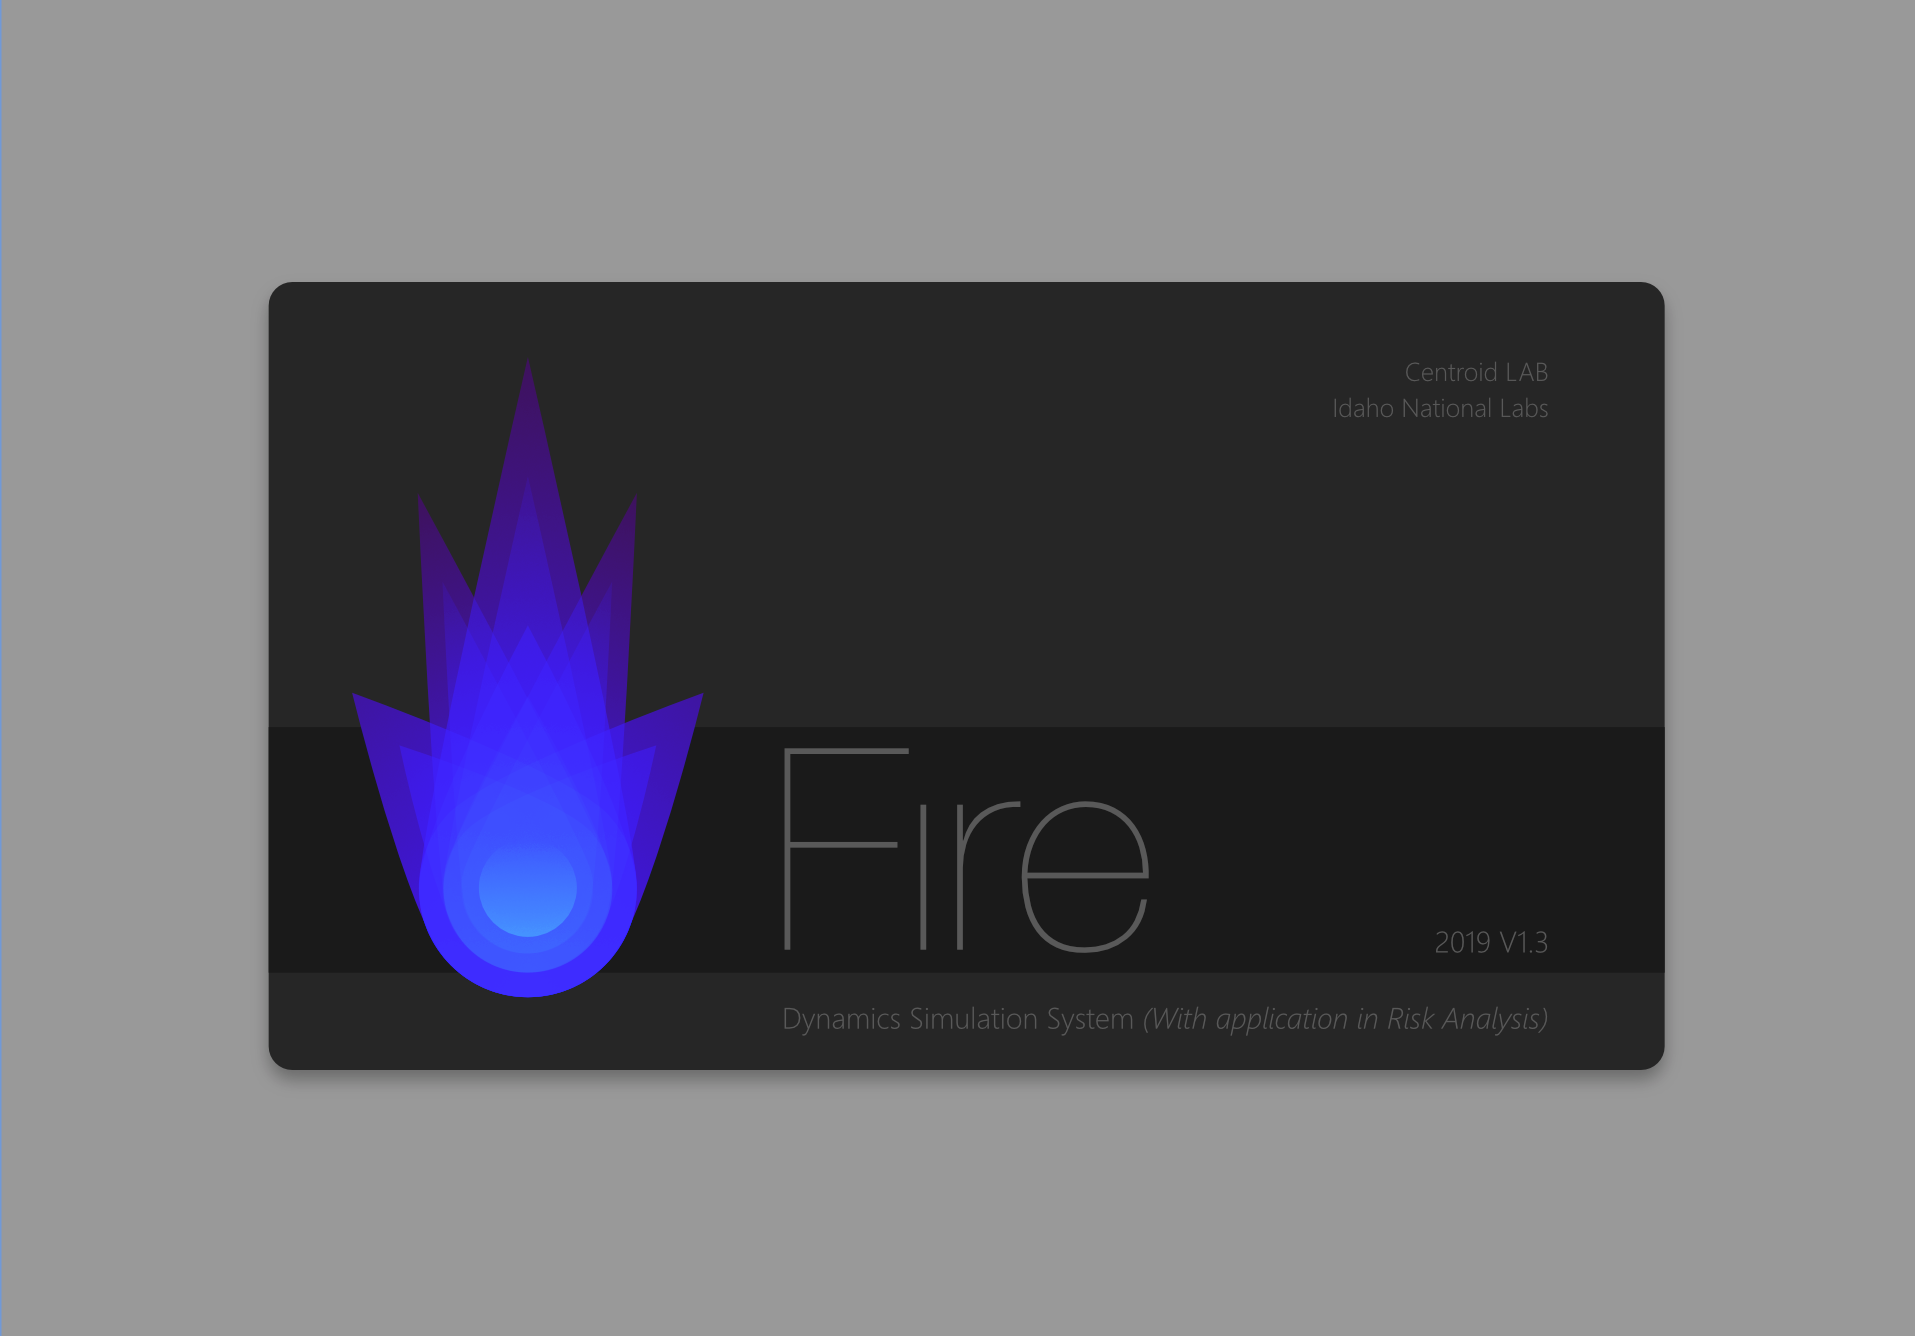 Centroid LAB
Idaho National Labs
Fire
2019 V1.3
Dynamics Simulation System (With application in Risk Analysis)